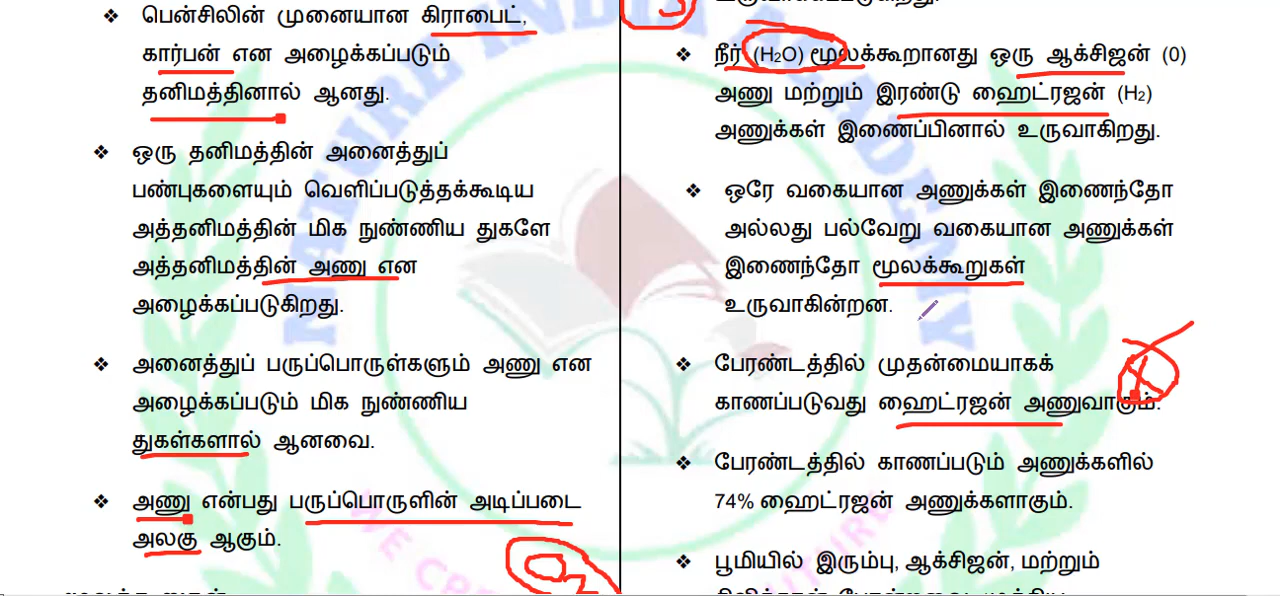 பென்சிலின் முனையான கிராபைட்,
கார்பன் என அழைக்கப்படும்
தனிமத்தினால் ஆனது.
ஒரு தனிமத்தின் அனைத்துப்
பண்புகளையும் வெளிப்படுத்தக்கூடிய
அத்தனிமத்தின் மிக நுண்ணிய துகளே
அத்தனிமத்தின் அணு என
அழைக்கப்படுகிறது.
அனைத்துப் பருப்பொருள்களும் அணு என
அழைக்கப்படும் மிக நுண்ணிய
துகள்களால் ஆனவை.
அணு என்பது பருப்பொருளின் அடிப்படை
அலகு ஆகும்.
நீர் (H2O) மூலக்கூறானது ஒரு ஆக்சிஜன் (0)
அணு மற்றும் இரண்டு ஹைட்ரஜன் (H2)
அணுக்கள் இணைப்பினால் உருவாகிறது.
ஒரே வகையான அணுக்கள் இணைந்தோ
அல்லது பல்வேறு வகையான அணுக்கள்
இணைந்தோ மூலக்கூறுகள்
உருவாகின்றன.
பேரண்டத்தில் முதன்மையாகக்
காணப்படுவது ஹைட்ரஜன் அணுவாகும்.
பேரண்டத்தில் காணப்படும் அணுக்களில்
74% ஹைட்ரஜன் அணுக்களாகும்.
பூமியில் இரும்பு, ஆக்சிஜன், மற்றும்
NATURE INDIA ACADEMY